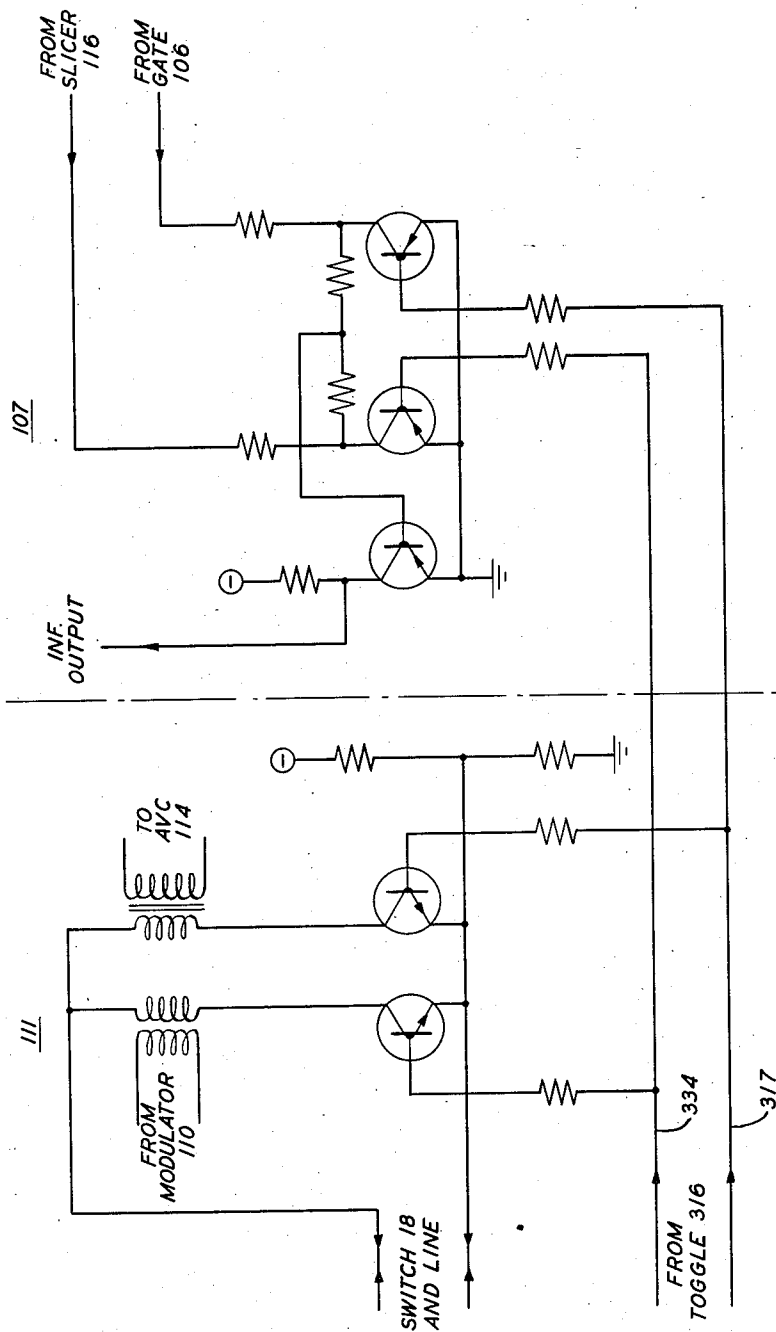 111
FROM
MODULATOR
110
TO
AVC
114
SWITCH 18
AND LINE
FROM
TOGGLE 316
334
317
107
INF.
OUTPUT
FROM
SLICER
116
FROM
GATE
106